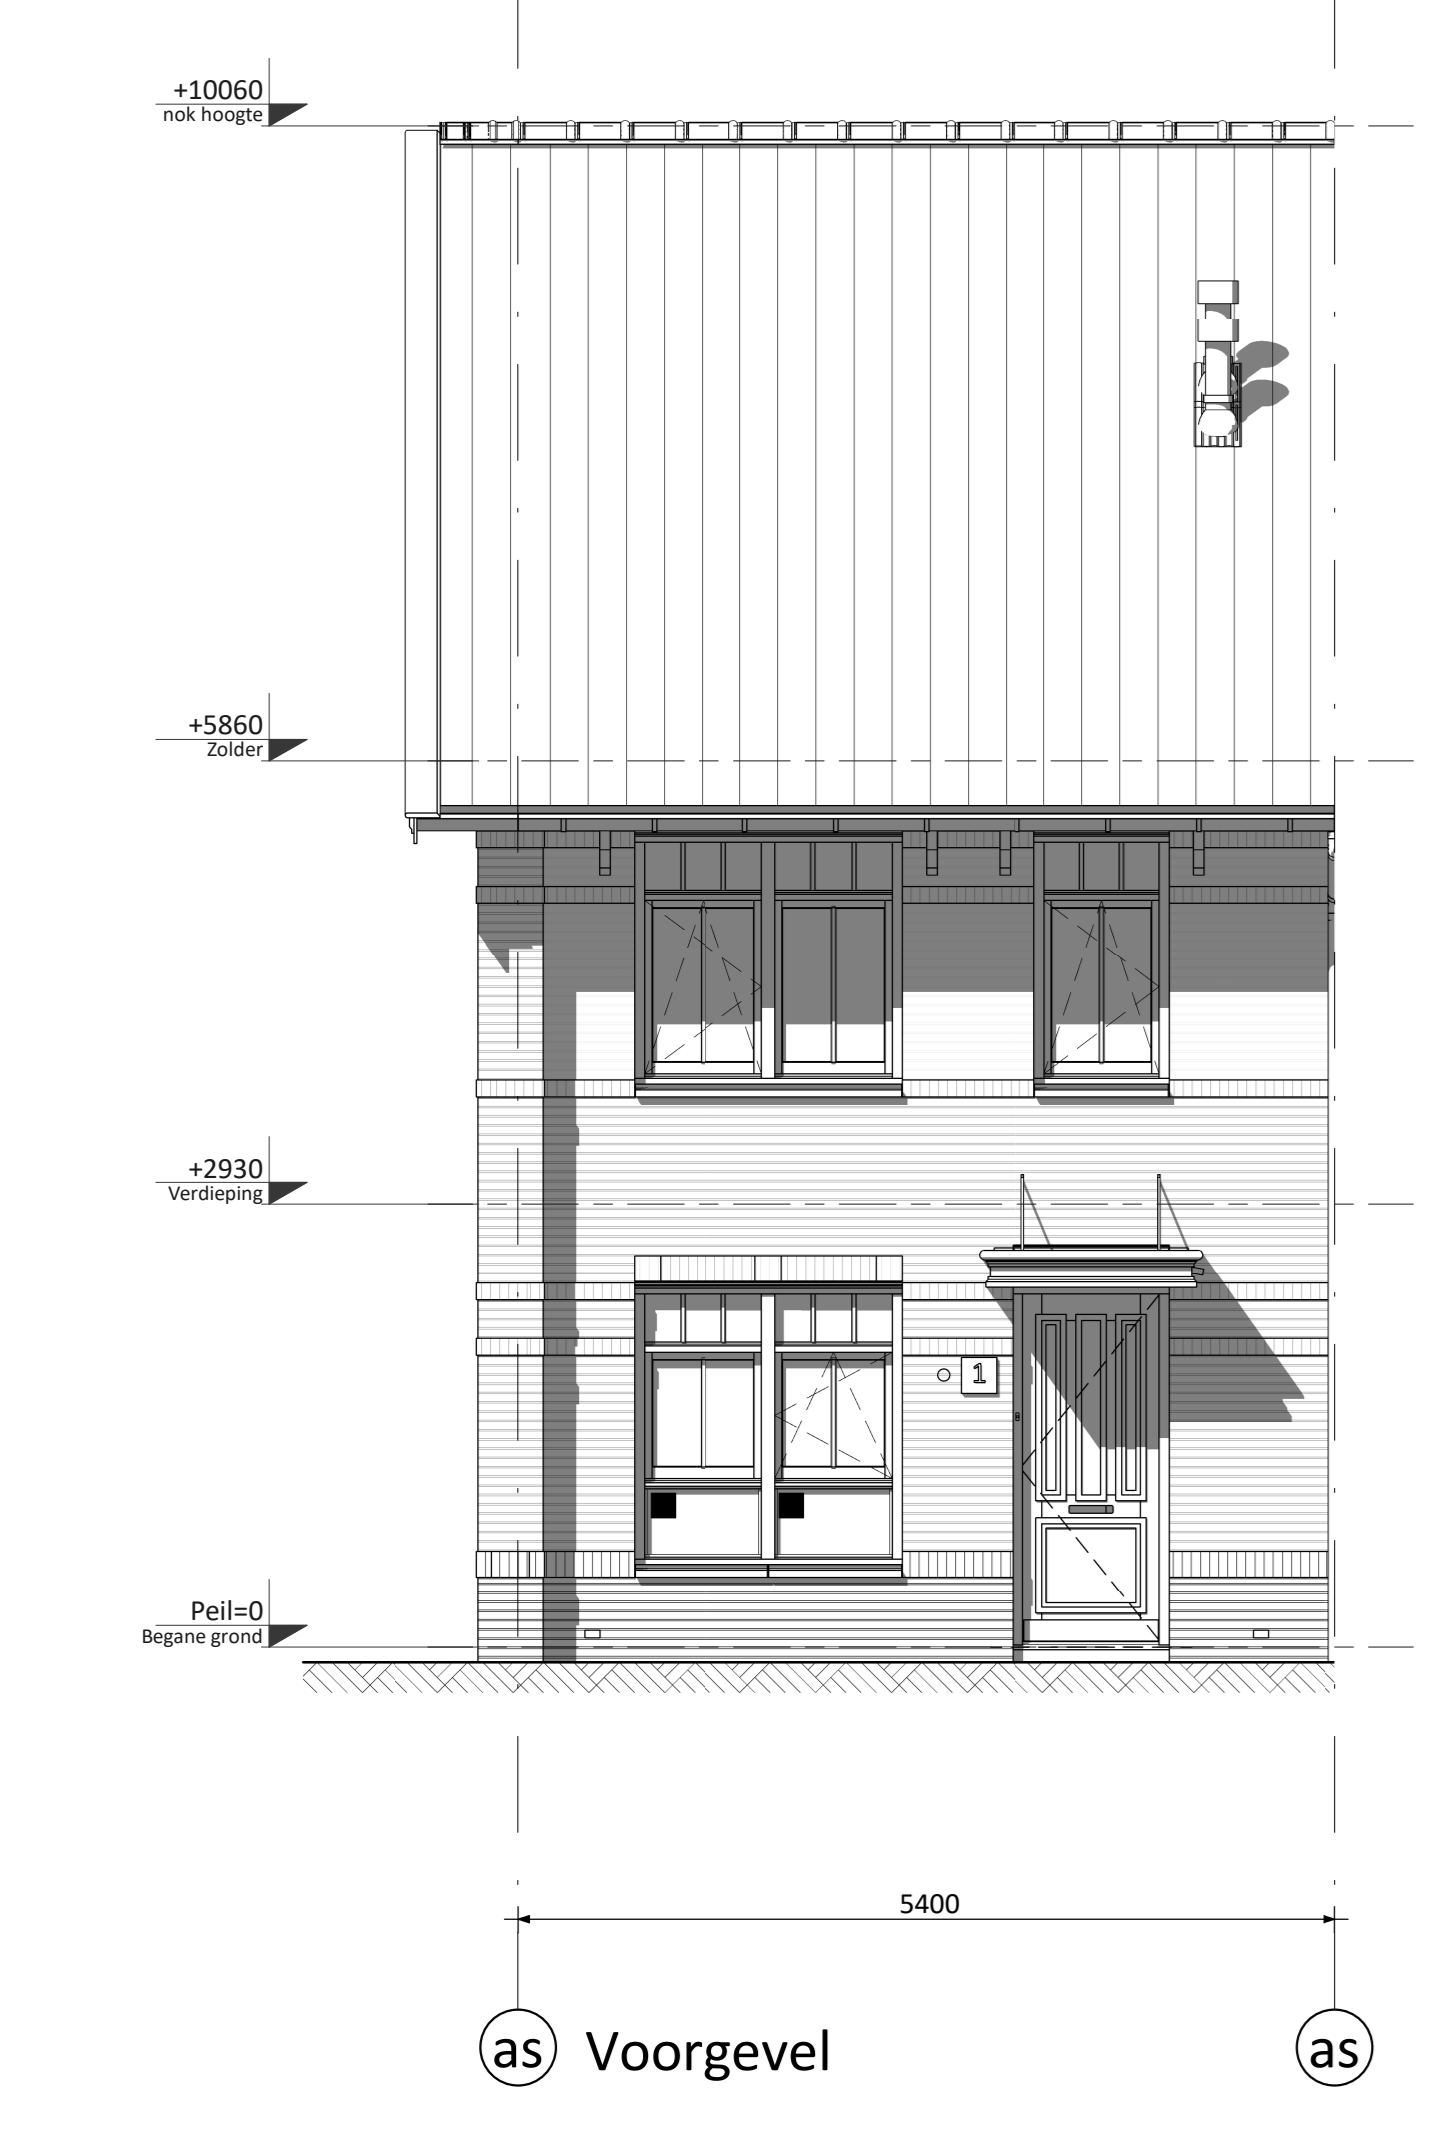 +10060
nok hoogte
+5860
Zolder
+2930
Verdieping
1
Peil=0
Begane grond
5400
as Voorgevel as